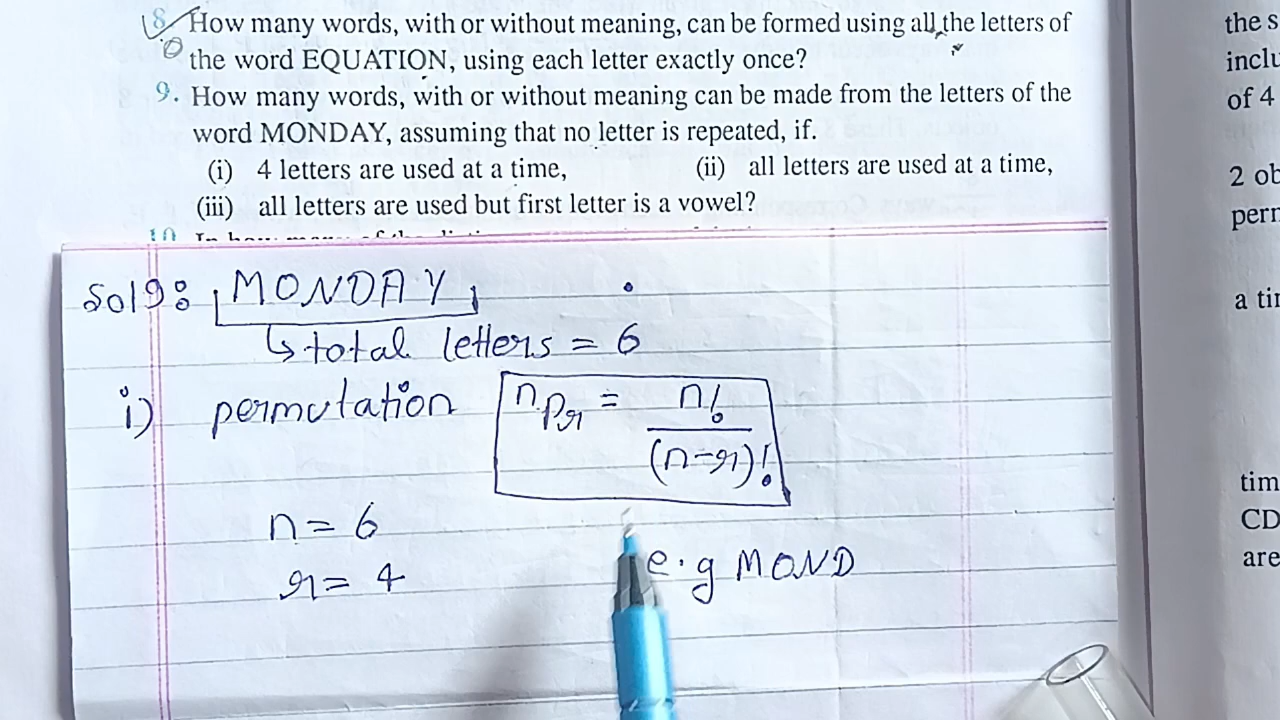 8. How many words, with or without meaning, can be formed using all the letters of
the word EQUATION, using each letter exactly once?
9. How many words, with or without meaning can be made from the letters of the
word MONDAY, assuming that no letter is repeated, if.
(i) 4 letters are used at a time, (ii) all letters are used at a time,
(iii) all letters are used but first letter is a vowel?
10.
Sol9: MONDAY
↳ total letters = 6
i) permutation nPr = n!/(n-r)!
n = 6
r = 4
e.g MOND
the s
inclu
of 4
2 ob
perr
a tir
tim
CD
are